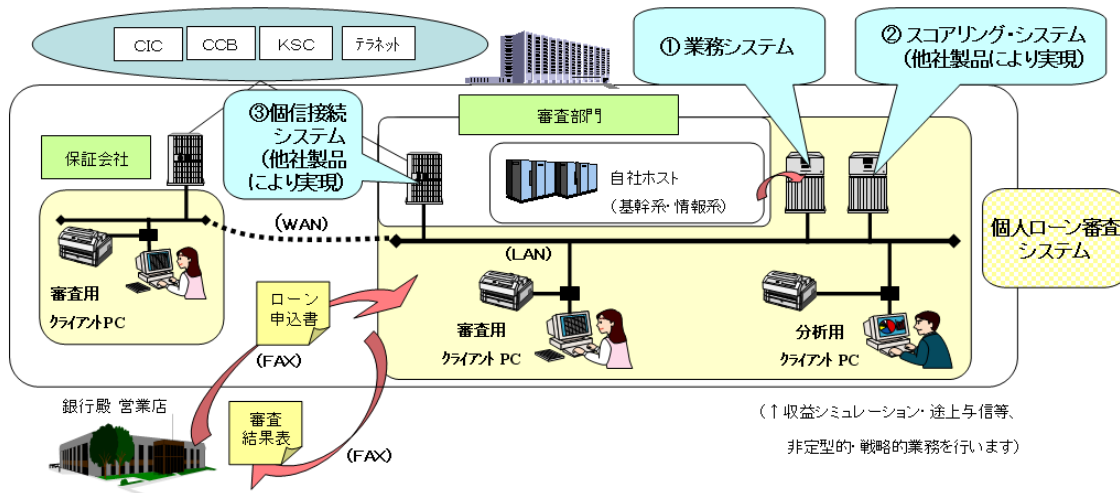 CIC
CCB
KSC
テラネット
① 業務システム
② スコアリング・システム
(他社製品により実現)
③個信接続
システム
(他社製品
により実現)
審査部門
保証会社
自社ホスト
(基幹系・情報系)
(WAN)
(LAN)
個人ローン審査
システム
審査用
クライアントPC
ローン
申込書
(FAX)
審査用
クライアント PC
分析用
クライアント PC
銀行殿 営業店
審査
結果表
(FAX)
(↑収益シミュレーション・途上与信等、
非定型的・戦略的業務を行います)